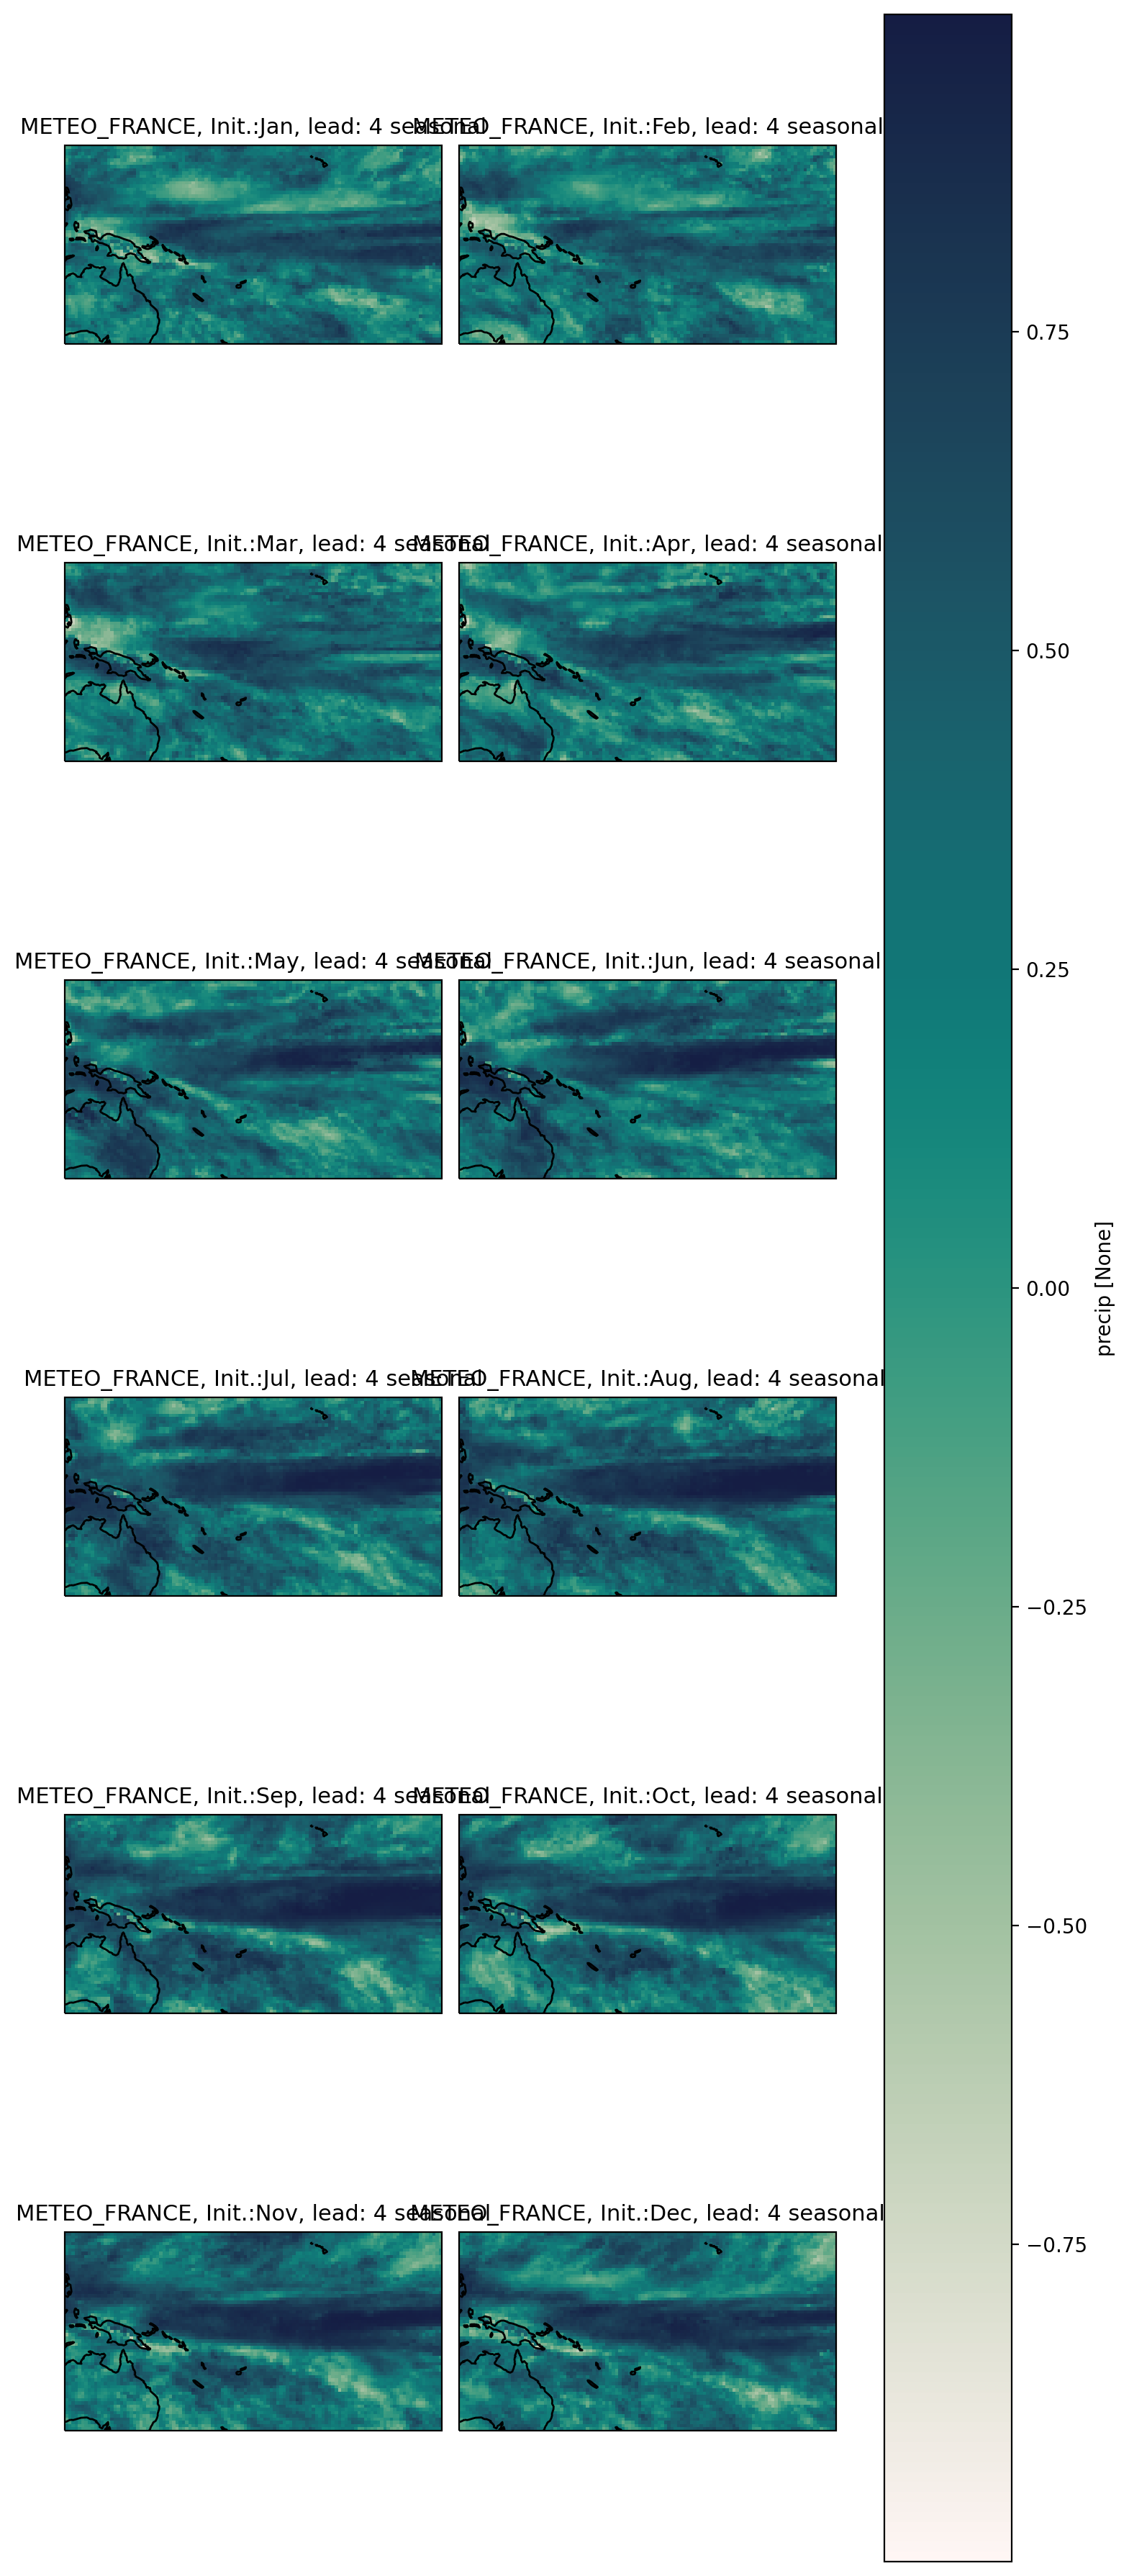 METEO_FRANCE, Init.:Jan, lead: 4 seasonal
METEO_FRANCE, Init.:Feb, lead: 4 seasonal
METEO_FRANCE, Init.:Mar, lead: 4 seasonal
METEO_FRANCE, Init.:Apr, lead: 4 seasonal
METEO_FRANCE, Init.:May, lead: 4 seasonal
METEO_FRANCE, Init.:Jun, lead: 4 seasonal
METEO_FRANCE, Init.:Jul, lead: 4 seasonal
METEO_FRANCE, Init.:Aug, lead: 4 seasonal
METEO_FRANCE, Init.:Sep, lead: 4 seasonal
METEO_FRANCE, Init.:Oct, lead: 4 seasonal
METEO_FRANCE, Init.:Nov, lead: 4 seasonal
METEO_FRANCE, Init.:Dec, lead: 4 seasonal
0.75
0.50
0.25
0.00
−0.25
−0.50
−0.75
precip [None]